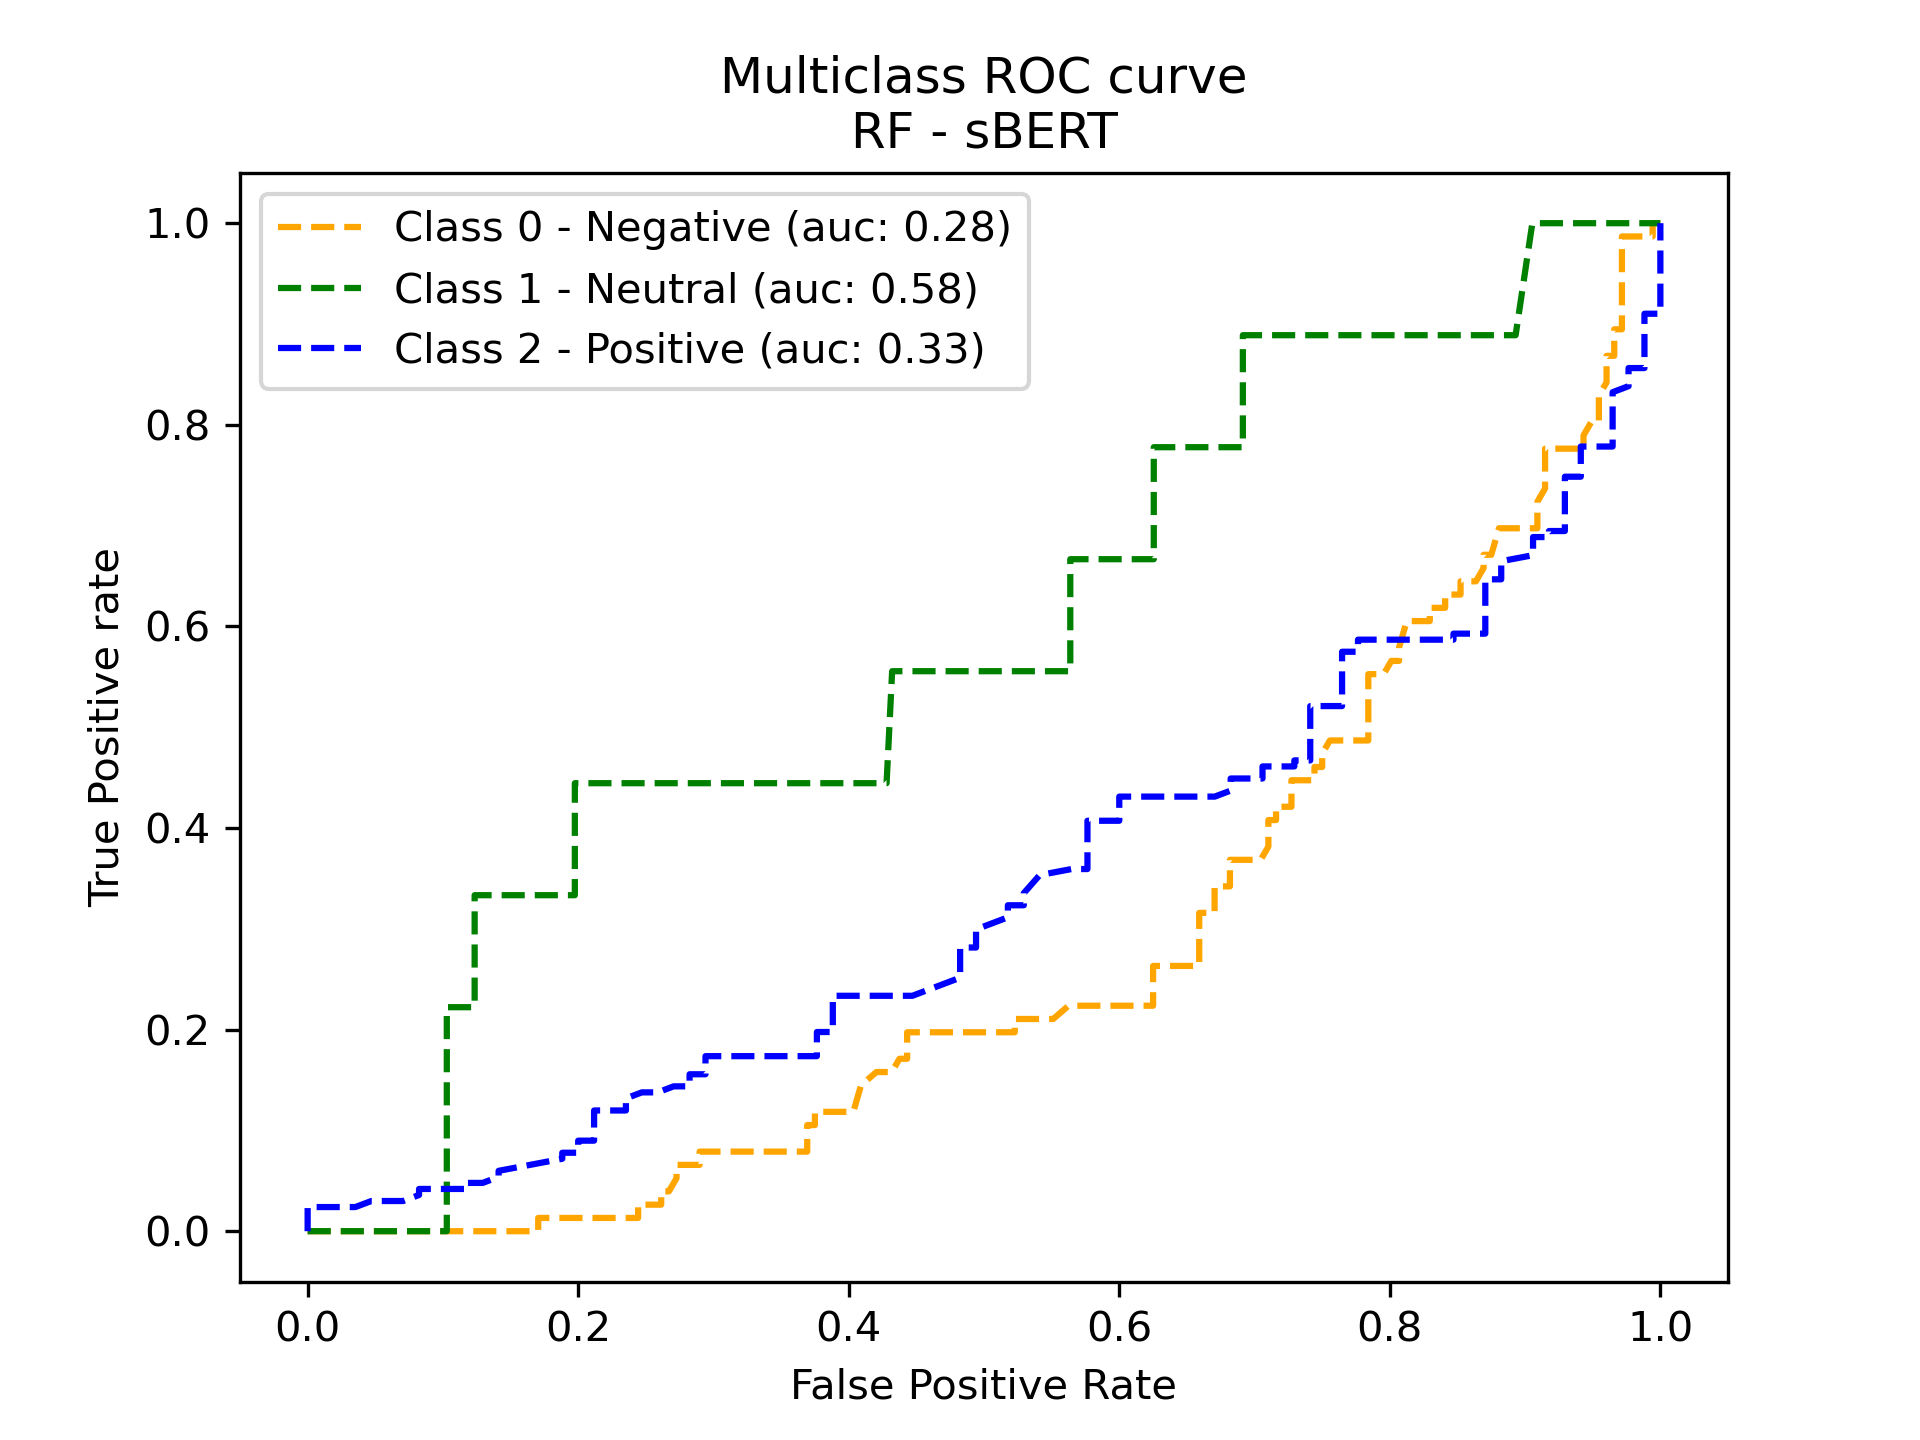 Multiclass ROC curve
RF - sBERT
Class 0 - Negative (auc: 0.28)
Class 1 - Neutral (auc: 0.58)
Class 2 - Positive (auc: 0.33)
1.0
0.8
0.6
0.4
0.2
0.0
True Positive rate
0.0 0.2 0.4 0.6 0.8 1.0
False Positive Rate